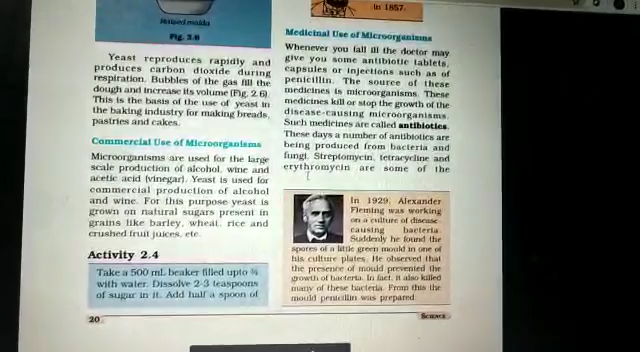 Raised maida
Fig. 2.6
Yeast reproduces rapidly and
produces carbon dioxide during
respiration. Bubbles of the gas fill the
dough and increase its volume (Fig. 2.6).
This is the basis of the use of yeast in
the baking industry for making breads,
pastries and cakes.
Commercial Use of Microorganisms
Microorganisms are used for the large
scale production of alcohol, wine and
acetic acid (vinegar). Yeast is used for
commercial production of alcohol
and wine. For this purpose yeast is
grown on natural sugars present in
grains like barley, wheat, rice and
crushed fruit juices, etc.
Activity 2.4
Take a 500 mL beaker filled upto ¾
with water. Dissolve 2-3 teaspoons
of sugar in it. Add half a spoon of
20
in 1857.
Medicinal Use of Microorganisms
Whenever you fall ill the doctor may
give you some antibiotic tablets,
capsules or injections such as of
penicillin. The source of these
medicines is microorganisms. These
medicines kill or stop the growth of the
disease-causing microorganisms.
Such medicines are called antibiotics.
These days a number of antibiotics are
being produced from bacteria and
fungi. Streptomycin, tetracycline and
erythromycin are some of the
In 1929, Alexander
Fleming was working
on a culture of disease-
causing bacteria.
Suddenly he found the
spores of a little green mould in one of
his culture plates. He observed that
the presence of mould prevented the
growth of bacteria. In fact, it also killed
many of these bacteria. From this the
mould penicillin was prepared.
Science